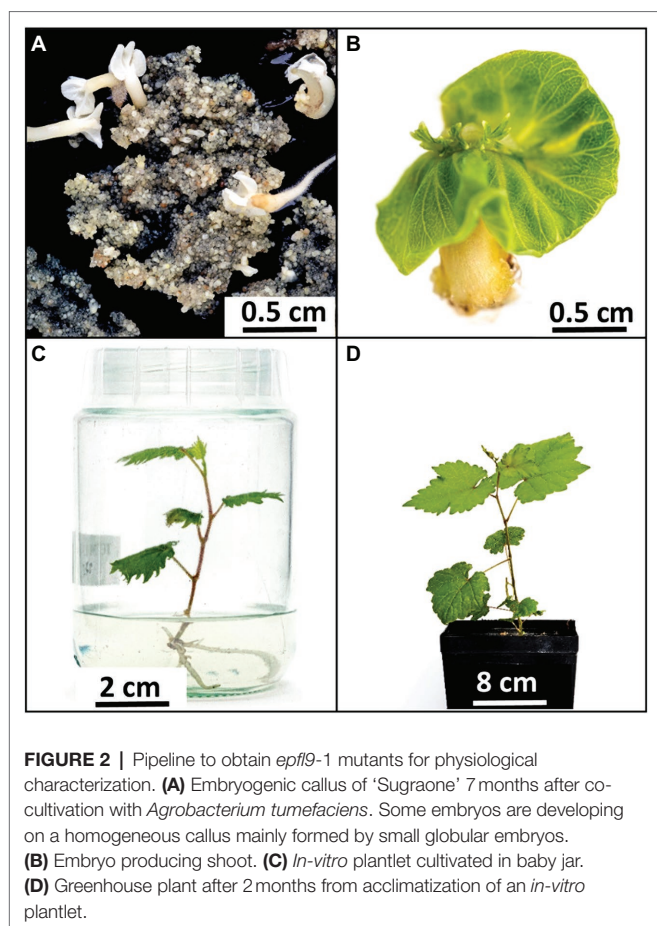 A
B
0.5 cm
0.5 cm
C
D
2 cm
8 cm
FIGURE 2 | Pipeline to obtain epfl9-1 mutants for physiological
characterization. (A) Embryogenic callus of ‘Sugraone’ 7 months after co-
cultivation with Agrobacterium tumefaciens. Some embryos are developing
on a homogeneous callus mainly formed by small globular embryos.
(B) Embryo producing shoot. (C) In-vitro plantlet cultivated in baby jar.
(D) Greenhouse plant after 2 months from acclimatization of an in-vitro
plantlet.